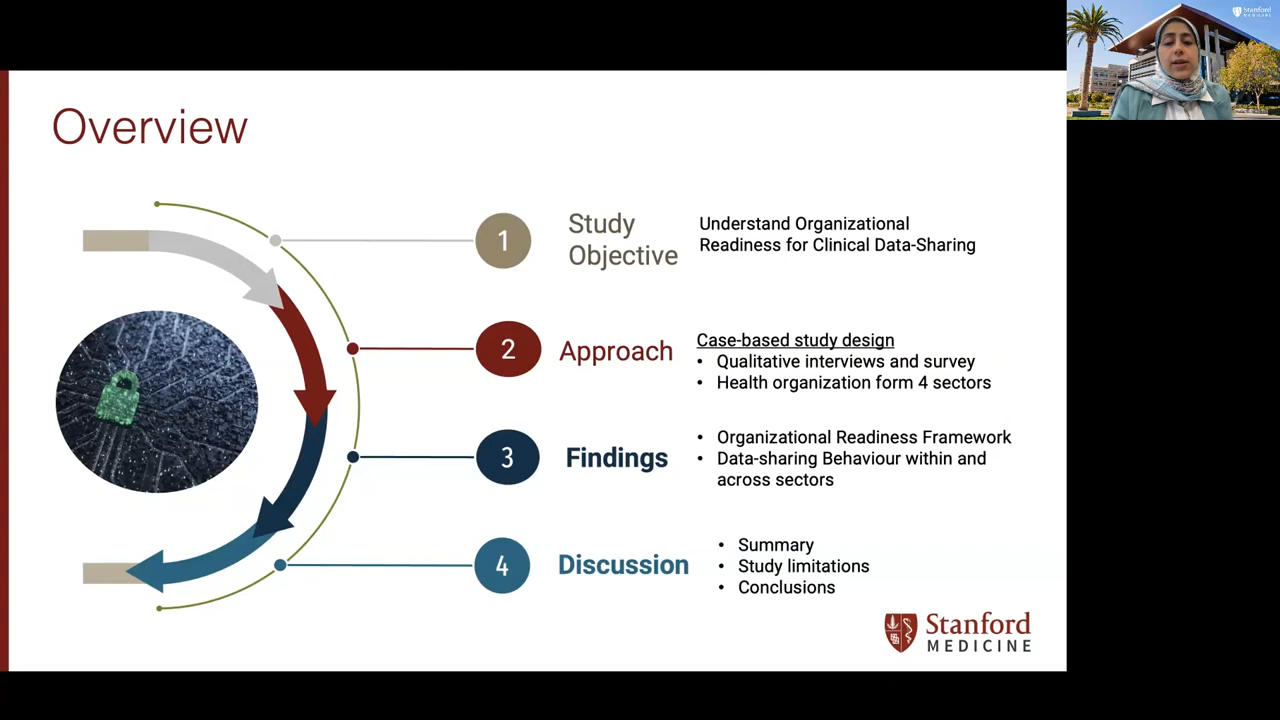 Overview
1
Study
Objective
Understand Organizational
Readiness for Clinical Data-Sharing
2
Approach
Case-based study design
• Qualitative interviews and survey
• Health organization form 4 sectors
3
Findings
• Organizational Readiness Framework
• Data-sharing Behaviour within and
across sectors
4
Discussion
• Summary
• Study limitations
• Conclusions
Stanford
MEDICINE
Stanford
MEDICINE